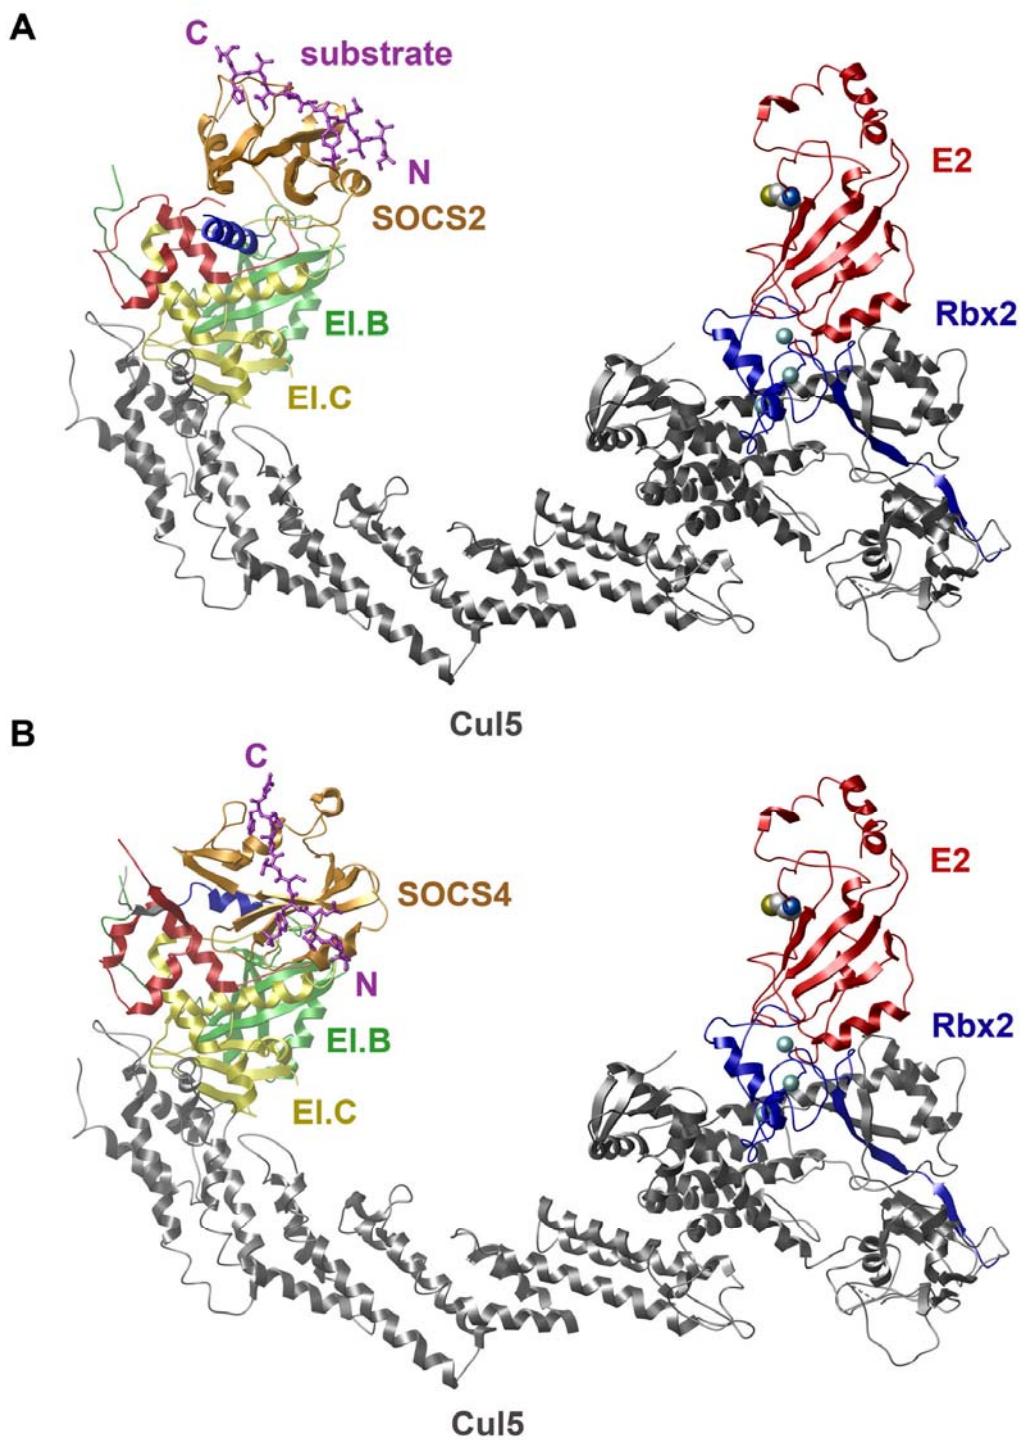 A
C
substrate
N
SOCS2
E2
Rbx2
El.B
El.C
Cul5
B
C
SOCS4
N
E2
Rbx2
El.B
El.C
Cul5